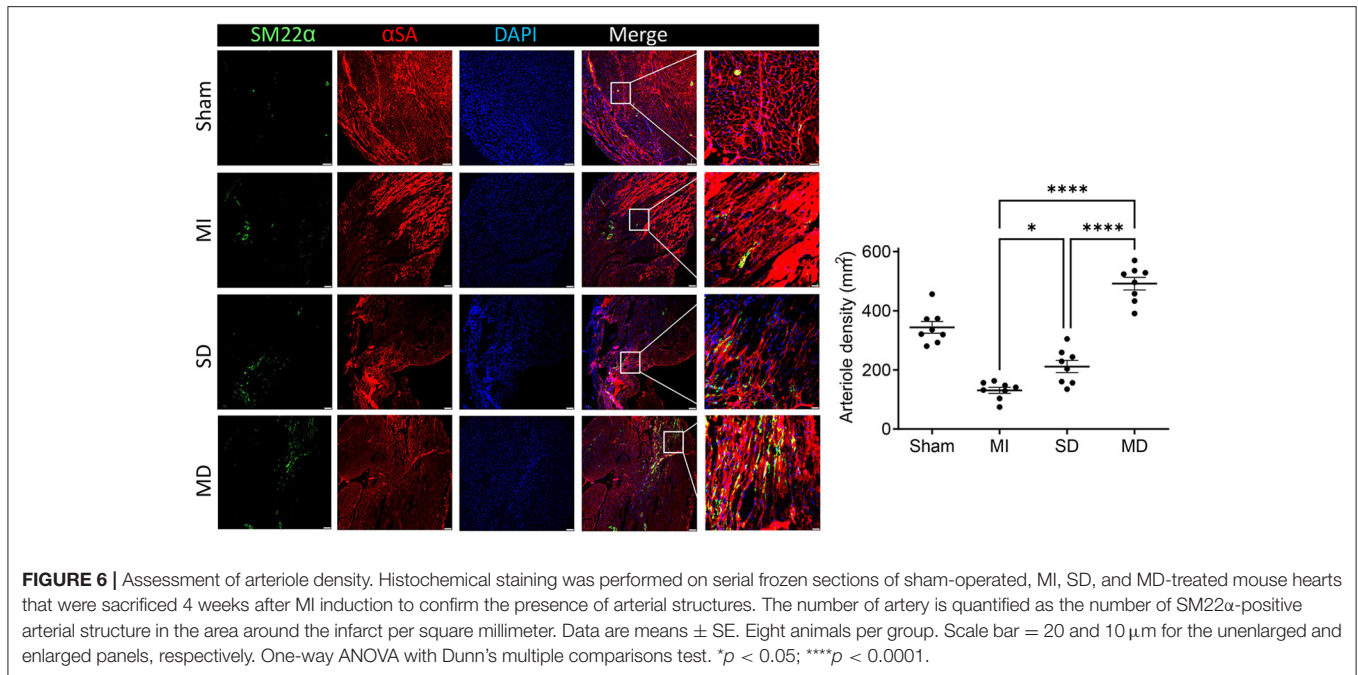 SM22α αSA DAPI Merge
Sham
MI
SD
MD
**** 
* ****
Arteriole density (mm²)
600
400
200
0
Sham MI SD MD
FIGURE 6 | Assessment of arteriole density. Histochemical staining was performed on serial frozen sections of sham-operated, MI, SD, and MD-treated mouse hearts
that were sacrificed 4 weeks after MI induction to confirm the presence of arterial structures. The number of artery is quantified as the number of SM22α-positive
arterial structure in the area around the infarct per square millimeter. Data are means ± SE. Eight animals per group. Scale bar = 20 and 10 μm for the unenlarged and
enlarged panels, respectively. One-way ANOVA with Dunn's multiple comparisons test. *p < 0.05; ****p < 0.0001.